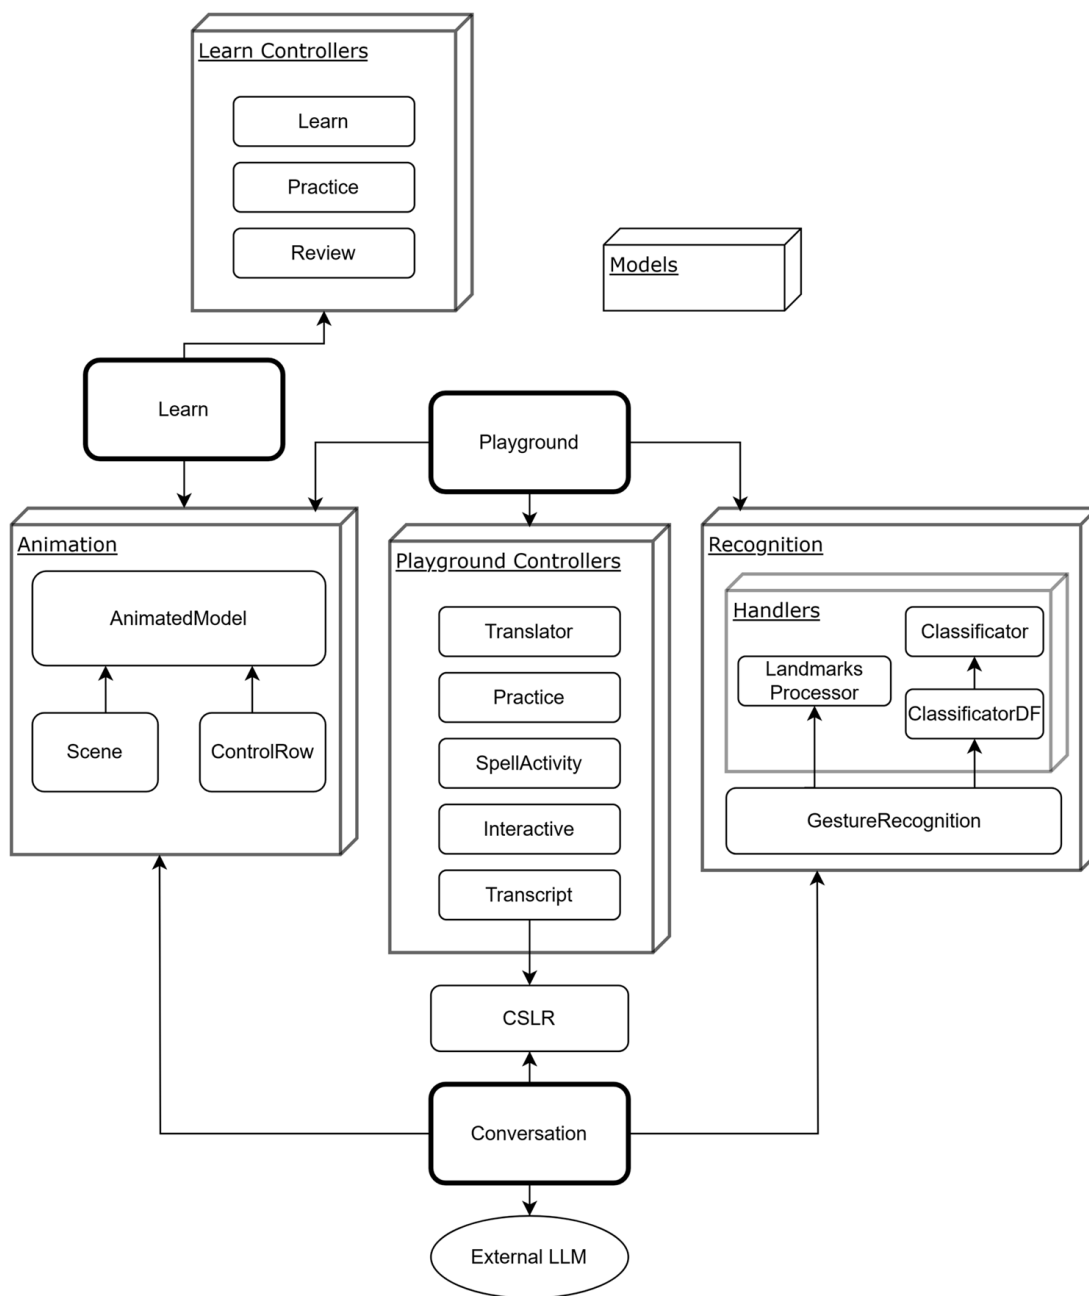 Learn Controllers
Learn
Practice
Review
Models
Learn
Playground
Animation
AnimatedModel
Scene
ControlRow
Playground Controllers
Translator
Practice
SpellActivity
Interactive
Transcript
Recognition
Handlers
Classificator
Landmarks
Processor
ClassificatorDF
GestureRecognition
CSLR
Conversation
External LLM